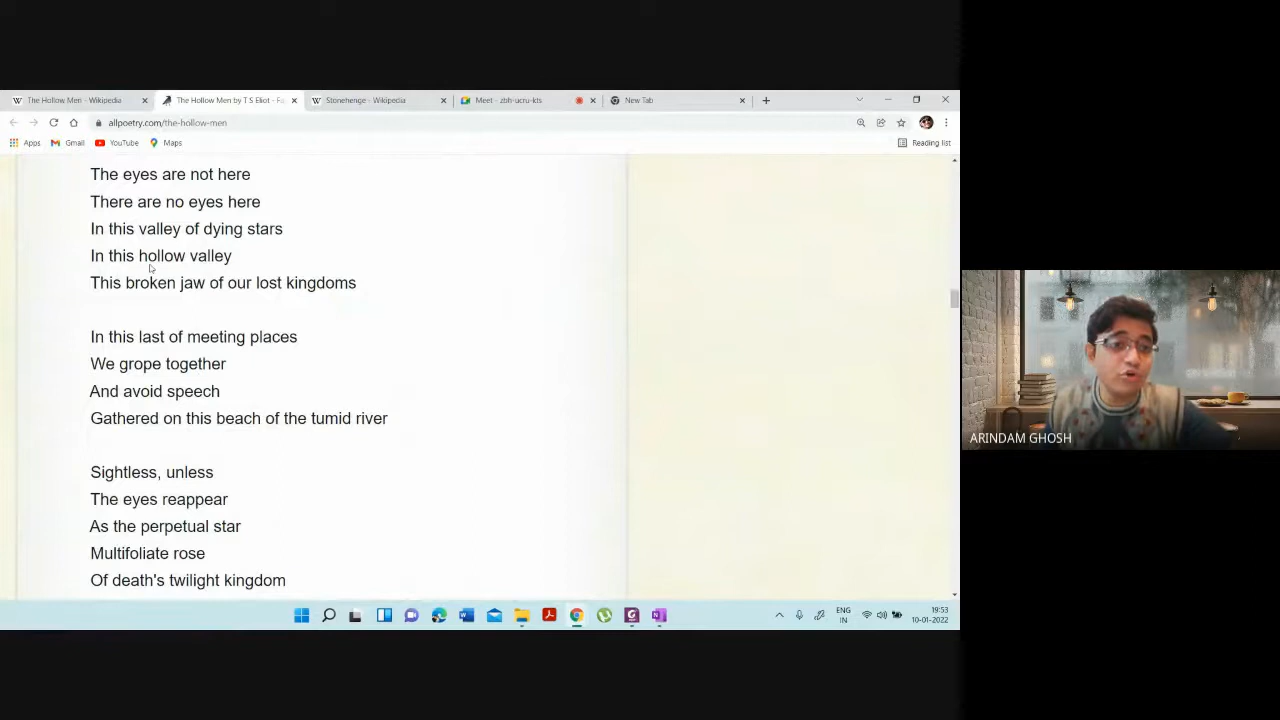 The Hollow Men - Wikipedia
The Hollow Men by T S Eliot - Fa
Stonehenge - Wikipedia
Meet - zbh-ucru-kts
New Tab
allpoetry.com/the-hollow-men
Apps
Gmail
YouTube
Maps
Reading list
The eyes are not here
There are no eyes here
In this valley of dying stars
In this hollow valley
This broken jaw of our lost kingdoms
In this last of meeting places
We grope together
And avoid speech
Gathered on this beach of the tumid river
Sightless, unless
The eyes reappear
As the perpetual star
Multifoliate rose
Of death's twilight kingdom
ARINDAM GHOSH
ENG
IN
19:53
10-01-2022